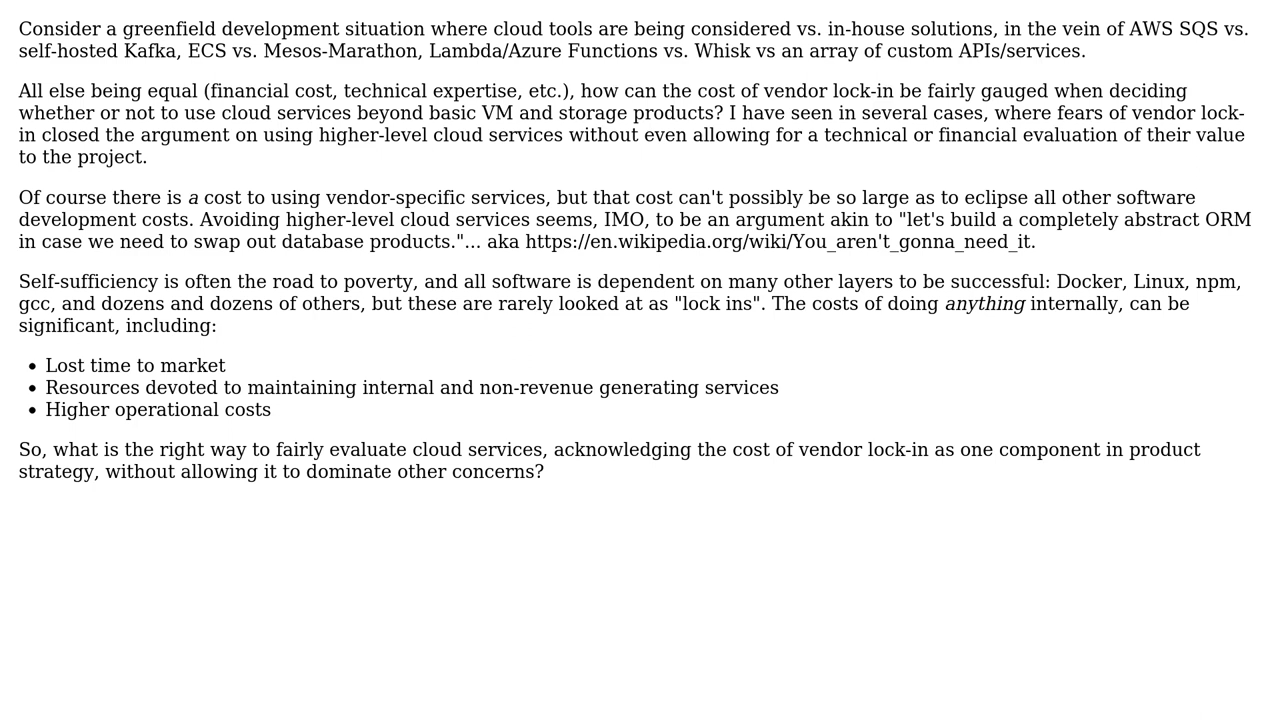 Consider a greenfield development situation where cloud tools are being considered vs. in-house solutions, in the vein of AWS SQS vs.
self-hosted Kafka, ECS vs. Mesos-Marathon, Lambda/Azure Functions vs. Whisk vs an array of custom APIs/services.
All else being equal (financial cost, technical expertise, etc.), how can the cost of vendor lock-in be fairly gauged when deciding
whether or not to use cloud services beyond basic VM and storage products? I have seen in several cases, where fears of vendor lock-
in closed the argument on using higher-level cloud services without even allowing for a technical or financial evaluation of their value
to the project.
Of course there is a cost to using vendor-specific services, but that cost can't possibly be so large as to eclipse all other software
development costs. Avoiding higher-level cloud services seems, IMO, to be an argument akin to "let's build a completely abstract ORM
in case we need to swap out database products."... aka https://en.wikipedia.org/wiki/You_aren't_gonna_need_it.
Self-sufficiency is often the road to poverty, and all software is dependent on many other layers to be successful: Docker, Linux, npm,
gcc, and dozens and dozens of others, but these are rarely looked at as "lock ins". The costs of doing anything internally, can be
significant, including:
• Lost time to market
• Resources devoted to maintaining internal and non-revenue generating services
• Higher operational costs
So, what is the right way to fairly evaluate cloud services, acknowledging the cost of vendor lock-in as one component in product
strategy, without allowing it to dominate other concerns?